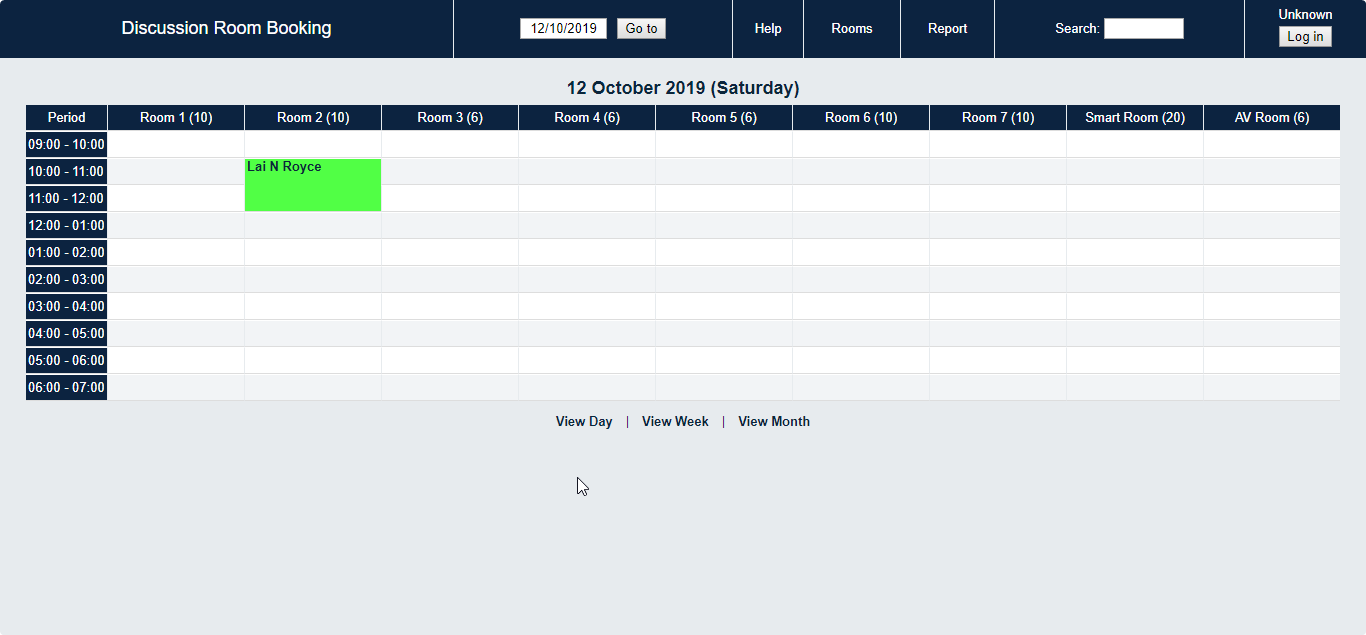 Discussion Room Booking 12/10/2019 Go to Help Rooms Report Search: Unknown Log in
12 October 2019 (Saturday)
Period Room 1 (10) Room 2 (10) Room 3 (6) Room 4 (6) Room 5 (6) Room 6 (10) Room 7 (10) Smart Room (20) AV Room (6)
09:00 - 10:00
10:00 - 11:00 Lai N Royce
11:00 - 12:00
12:00 - 01:00
01:00 - 02:00
02:00 - 03:00
03:00 - 04:00
04:00 - 05:00
05:00 - 06:00
06:00 - 07:00
View Day | View Week | View Month